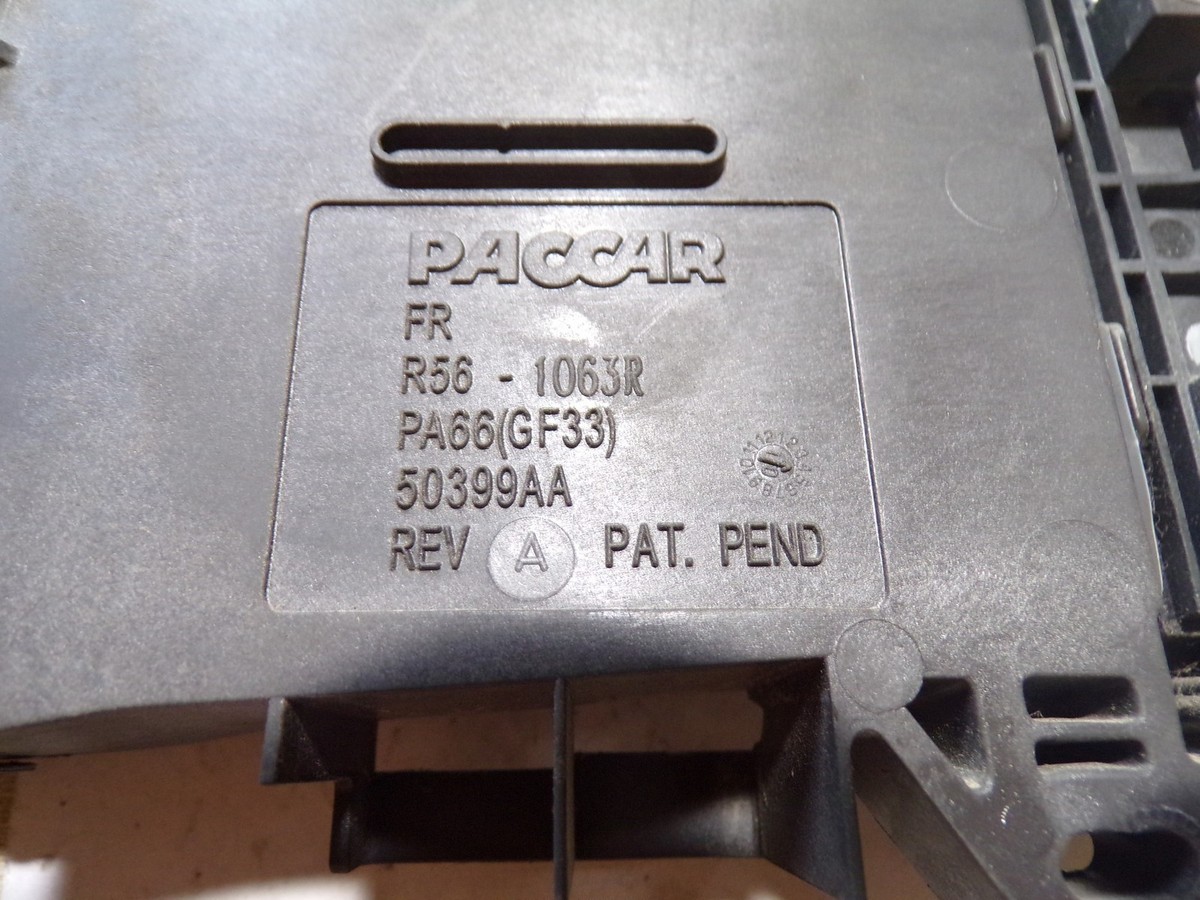 PACCAR
FR
R56 - 1063R
PA66(GF33)
50399AA
REV A PAT. PEND